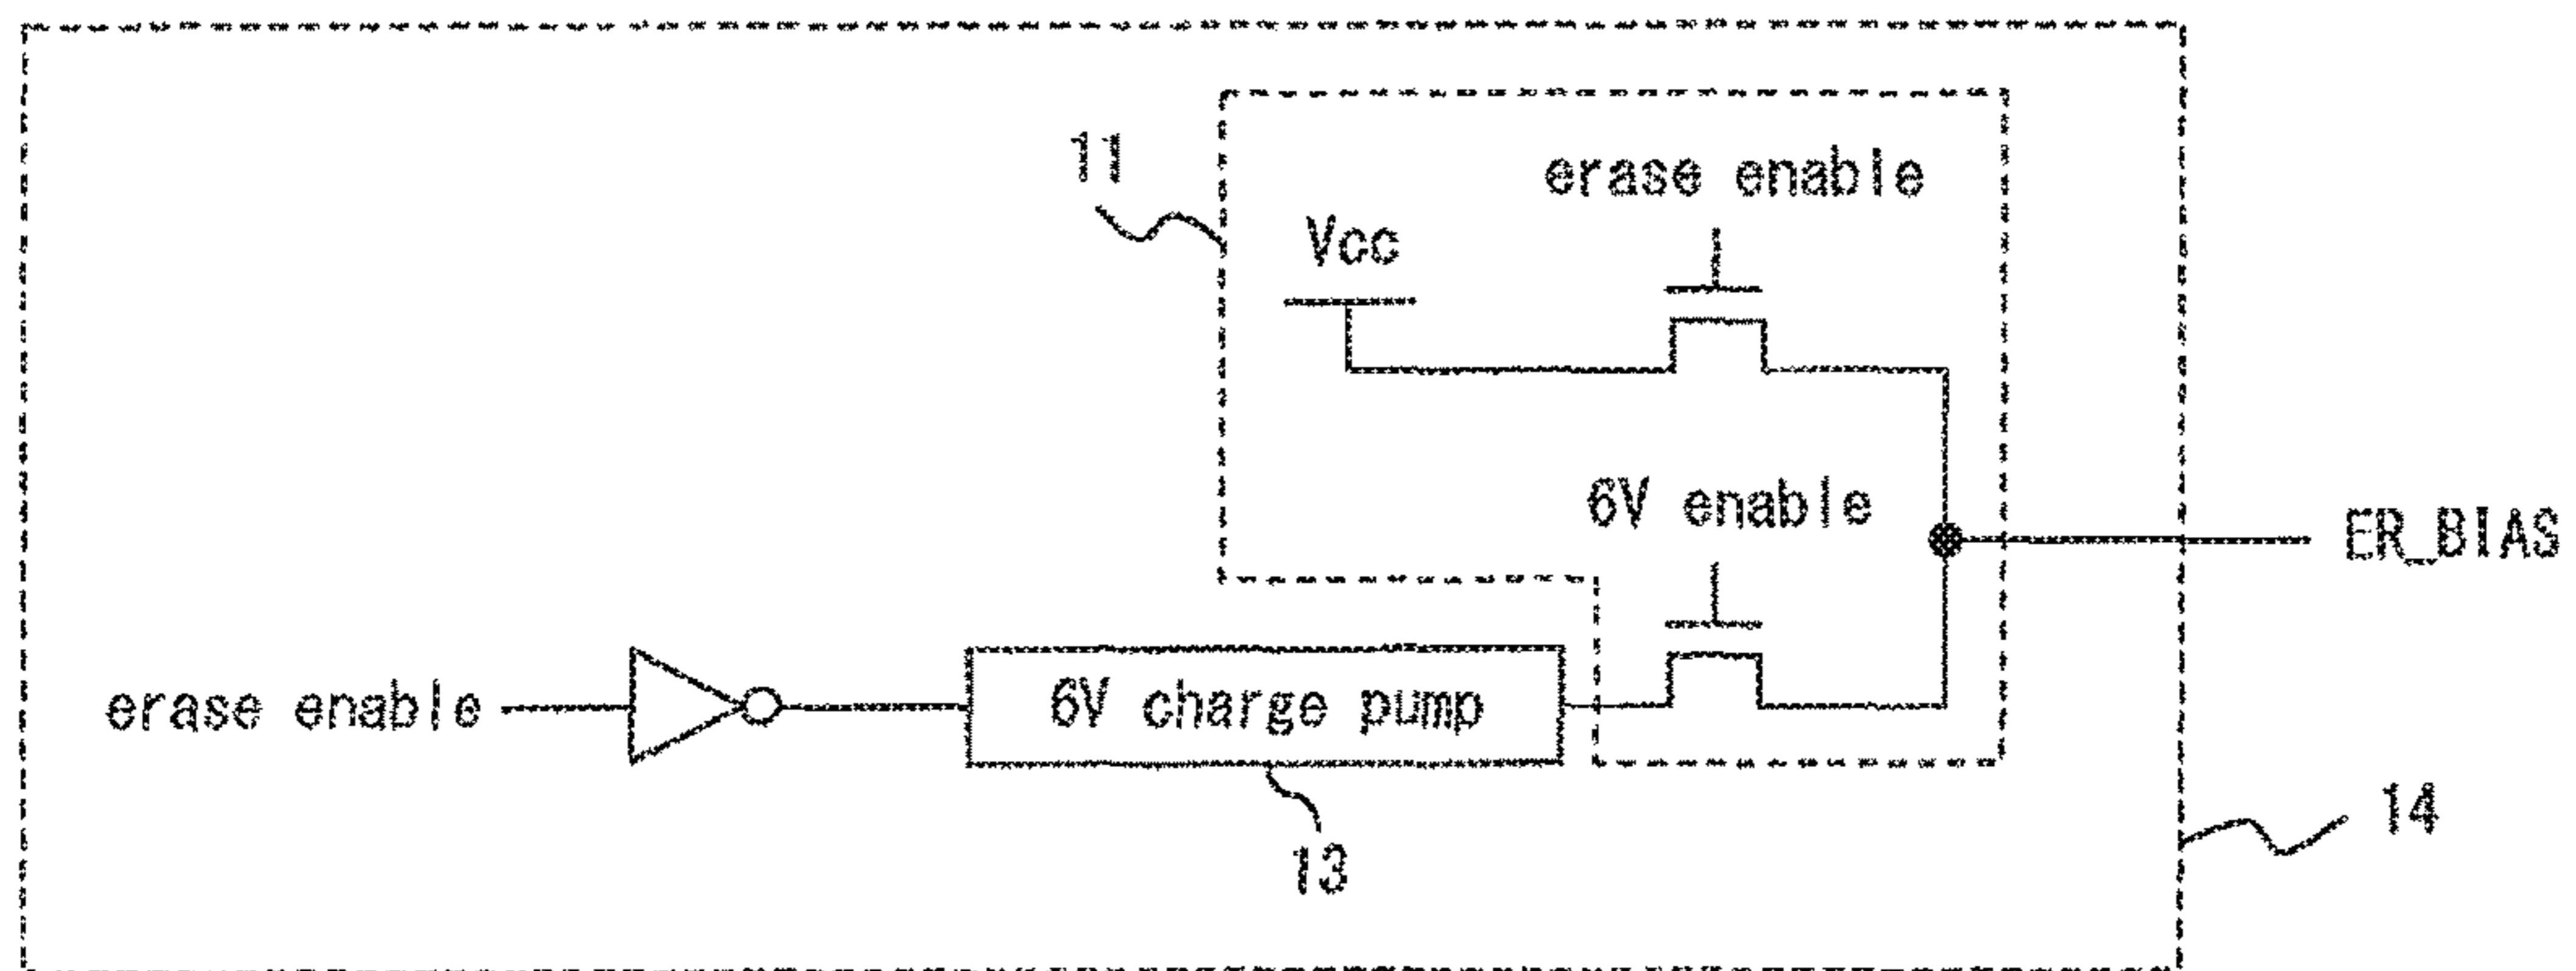 11
erase enable
Vcc
6V enable
ER_BIAS
erase enable
6V charge pump
14
13